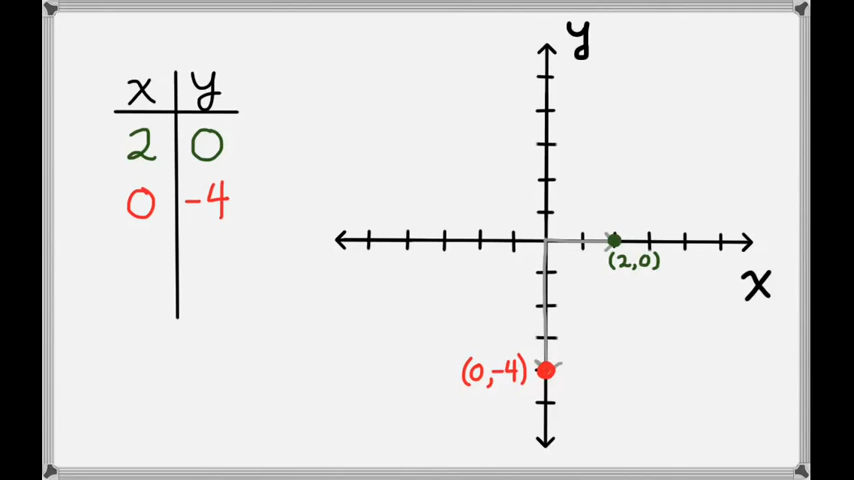 x y
2 0
0 -4
y
x
(2,0)
(0,-4)